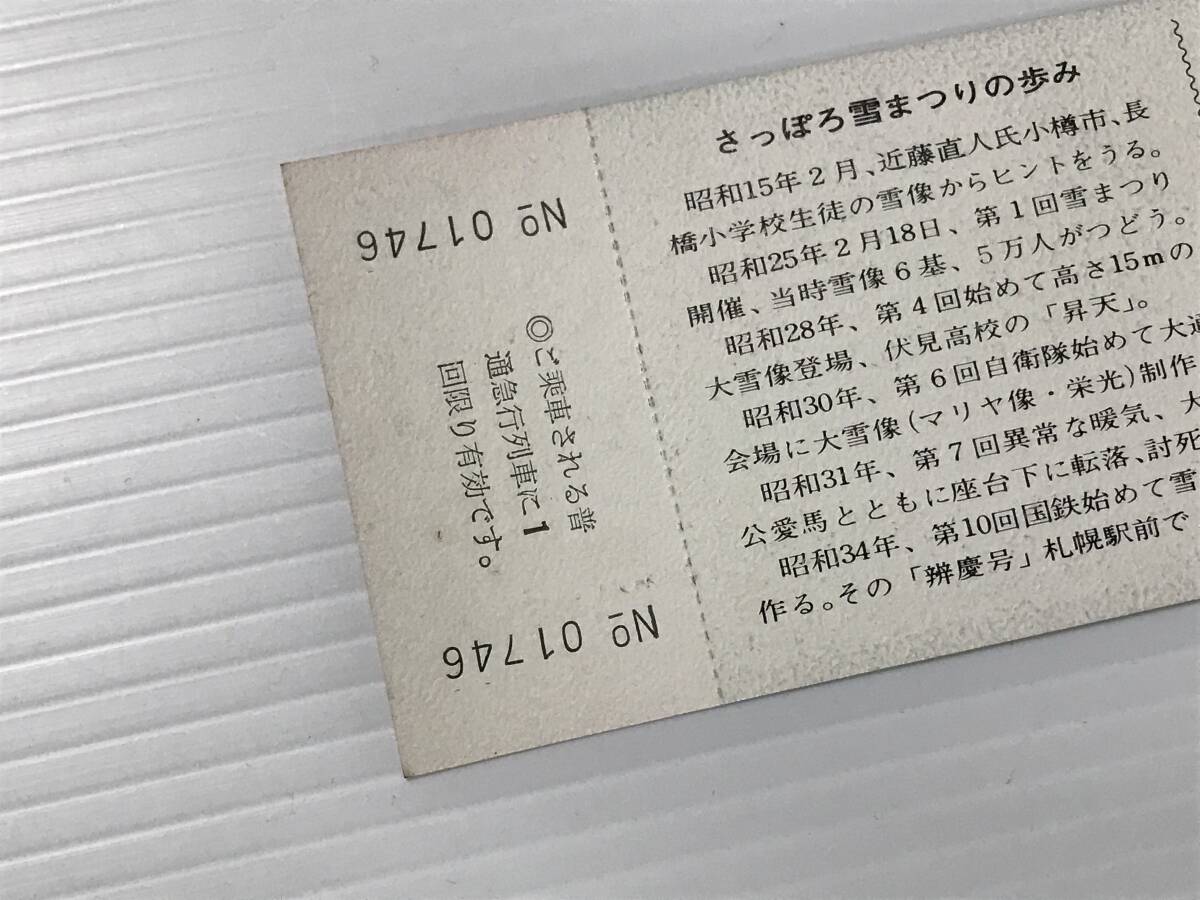 さっぽろ雪まつりの歩み
昭和15年2月、近藤直人氏小樽市、長
橋小学校生徒の雪像からヒントをうる。
昭和25年2月18日、第1回雪まつり
開催、当時雪像6基、5万人がつどう。
昭和28年、第4回始めて高さ15mの
大雪像登場、伏見高校の「昇天」。
昭和30年、第6回自衛隊始めて大通
会場に大雪像(マリヤ像・栄光)制作
昭和31年、第7回異常な暖気、大
公愛馬とともに座台下に転落、討死
昭和34年、第10回国鉄始めて雪
作る。その「辨慶号」札幌駅前で
No 01746
◎ご乗車される普
通急行列車に1
回限り有効です。
No 01746